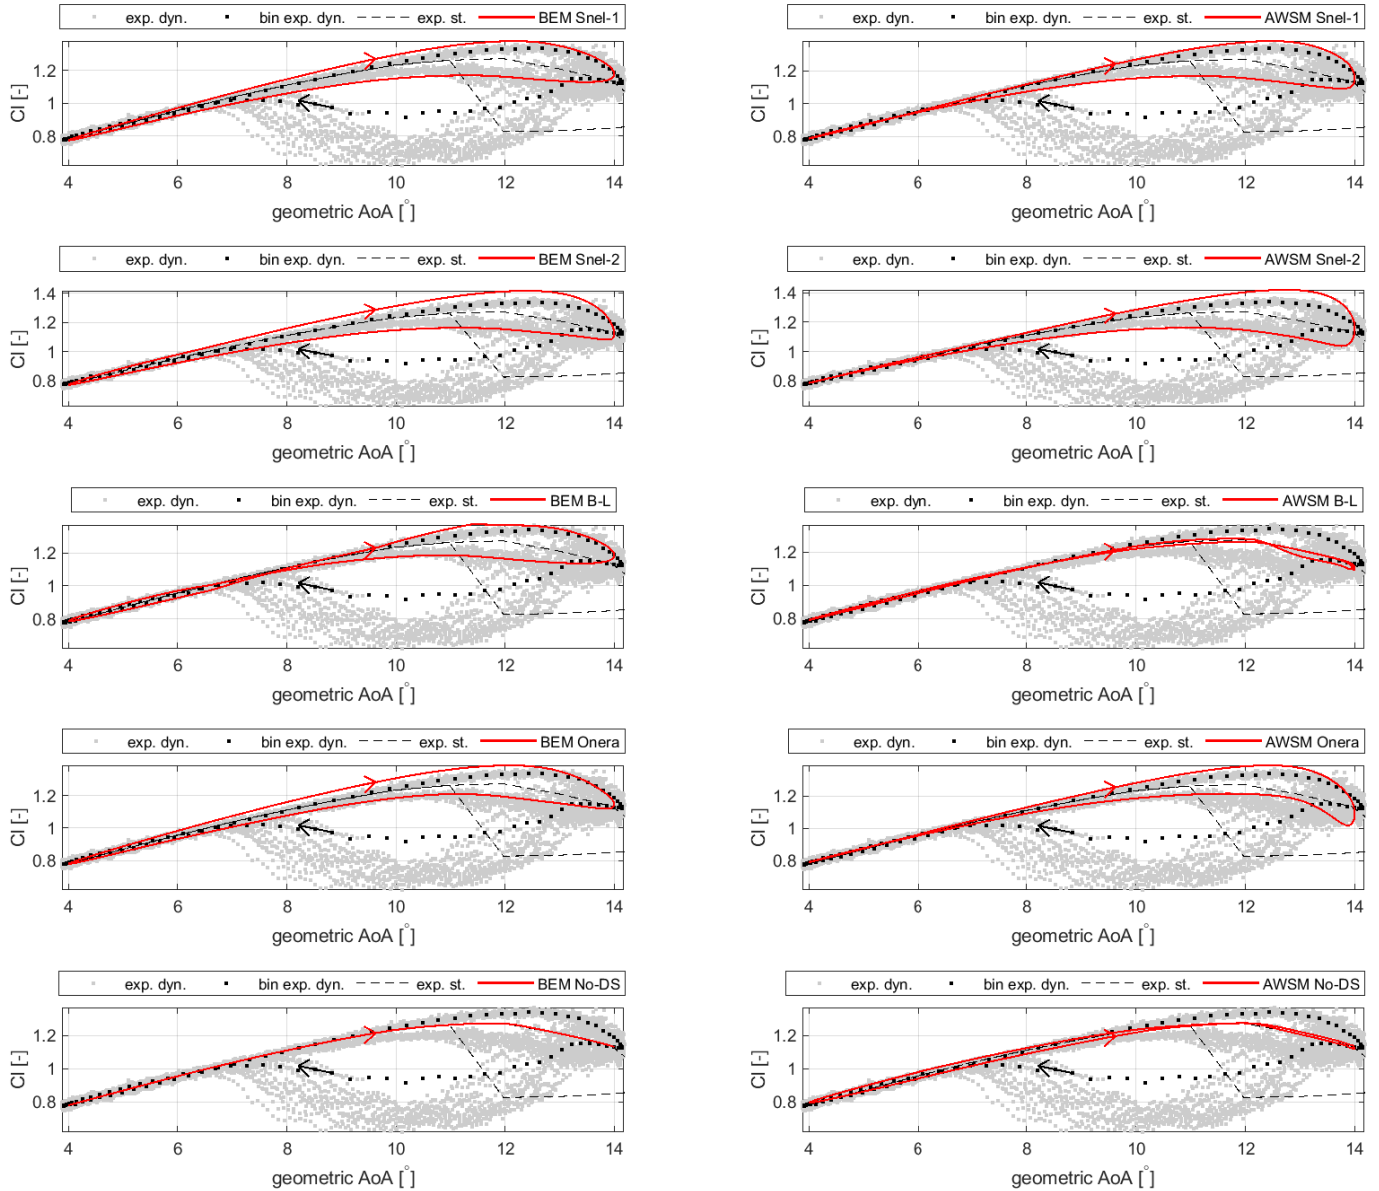 exp. dyn. bin exp. dyn. exp. st. BEM Snel-1
Cl [-]
1.2
1
0.8
4 6 8 10 12 14
geometric AoA [°]
exp. dyn. bin exp. dyn. exp. st. AWSM Snel-1
Cl [-]
1.2
1
0.8
4 6 8 10 12 14
geometric AoA [°]
exp. dyn. bin exp. dyn. exp. st. BEM Snel-2
Cl [-]
1.4
1.2
1
0.8
4 6 8 10 12 14
geometric AoA [°]
exp. dyn. bin exp. dyn. exp. st. AWSM Snel-2
Cl [-]
1.4
1.2
1
0.8
4 6 8 10 12 14
geometric AoA [°]
exp. dyn. bin exp. dyn. exp. st. BEM B-L
Cl [-]
1.2
1
0.8
4 6 8 10 12 14
geometric AoA [°]
exp. dyn. bin exp. dyn. exp. st. AWSM B-L
Cl [-]
1.2
1
0.8
4 6 8 10 12 14
geometric AoA [°]
exp. dyn. bin exp. dyn. exp. st. BEM Onera
Cl [-]
1.2
1
0.8
4 6 8 10 12 14
geometric AoA [°]
exp. dyn. bin exp. dyn. exp. st. AWSM Onera
Cl [-]
1.2
1
0.8
4 6 8 10 12 14
geometric AoA [°]
exp. dyn. bin exp. dyn. exp. st. BEM No-DS
Cl [-]
1.2
1
0.8
4 6 8 10 12 14
geometric AoA [°]
exp. dyn. bin exp. dyn. exp. st. AWSM No-DS
Cl [-]
1.2
1
0.8
4 6 8 10 12 14
geometric AoA [°]